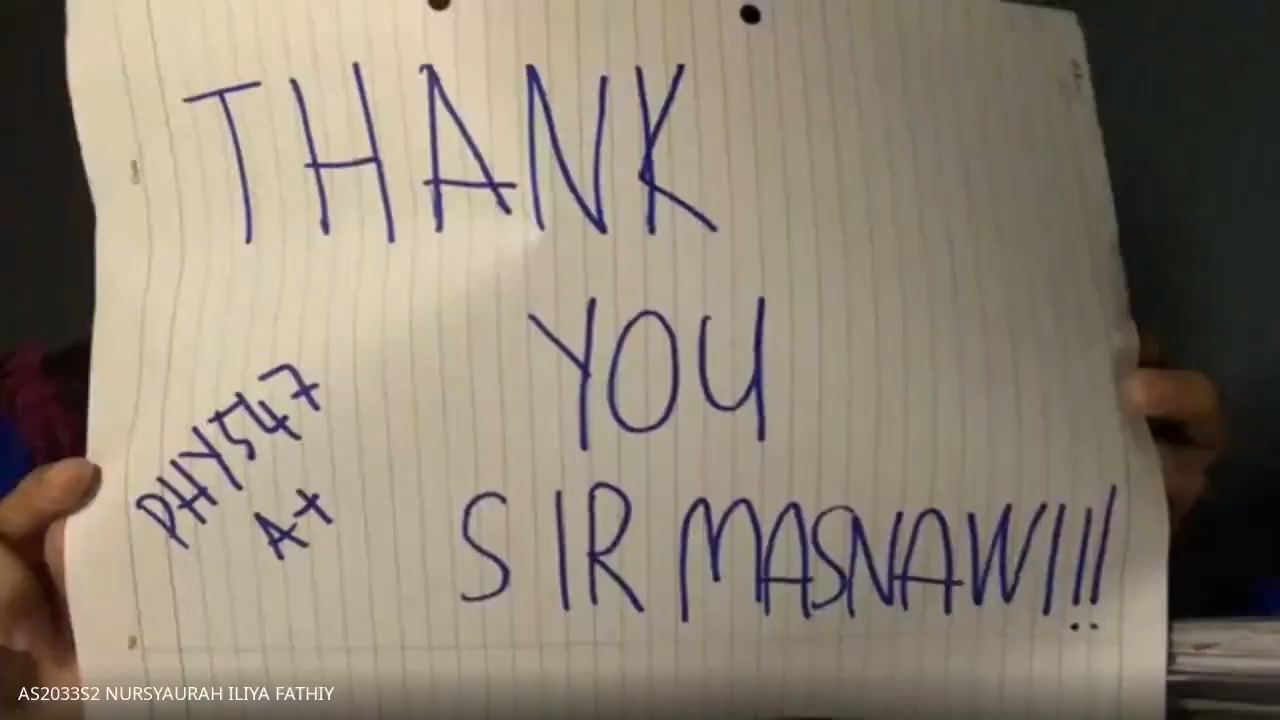 THANK
YOU
SIR MASNAWI!!
PHY547
A+
AS2033S2 NURSYAURAH ILIYA FATHIY